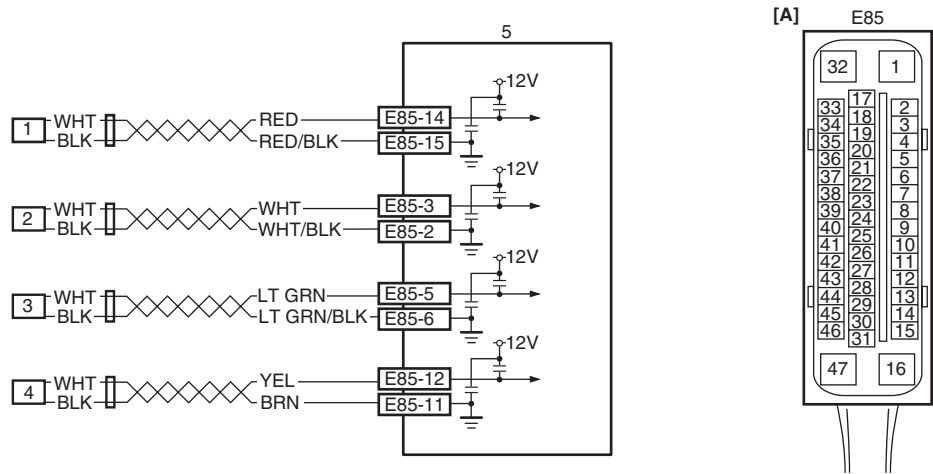 5
12V
1 WHT RED E85-14
BLK RED/BLK E85-15
12V
2 WHT WHT E85-3
BLK WHT/BLK E85-2
12V
3 WHT LT GRN E85-5
BLK LT GRN/BLK E85-6
12V
4 WHT YEL E85-12
BLK BRN E85-11
[A] E85
32 1
33 17 2
34 18 3
35 19 4
36 20 5
37 21 6
38 22 7
39 23 8
40 24 9
41 25 10
42 26 11
43 27 12
44 28 13
45 29 14
46 30 15
31
47 16